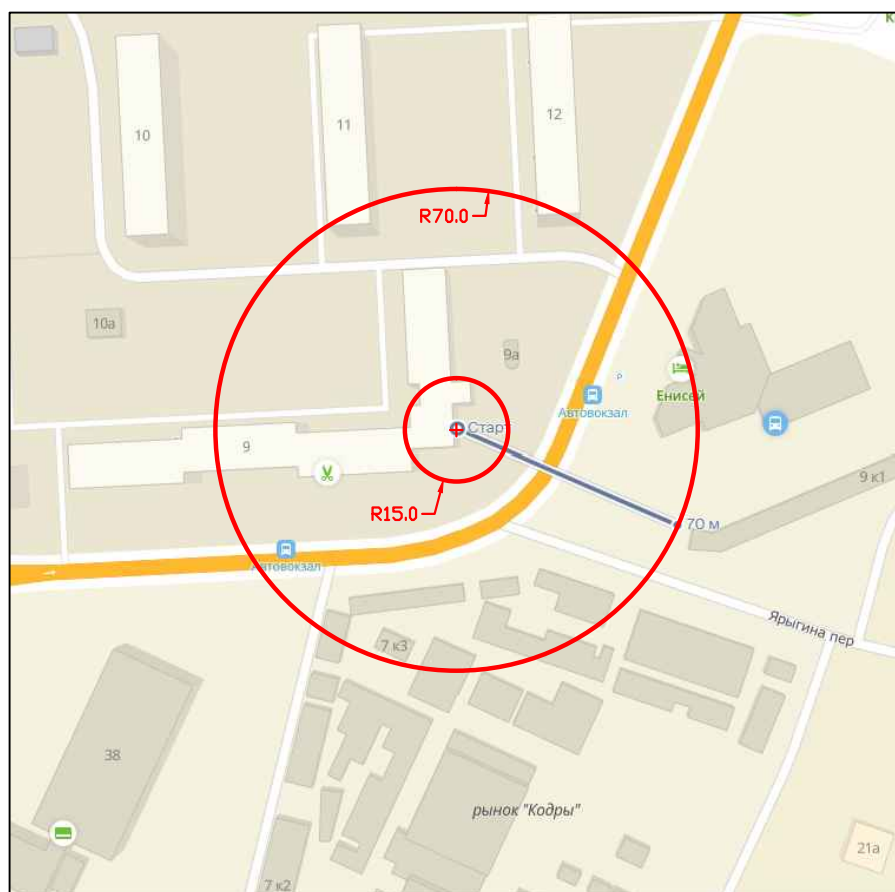 10
11
12
R70.0
10а
9а
Енисей
Автовокзал
Старт
9
9 к1
R15.0
70 м
Автовокзал
Ярыгина пер
7 к3
38
рынок "Кодры"
21а
7 к2